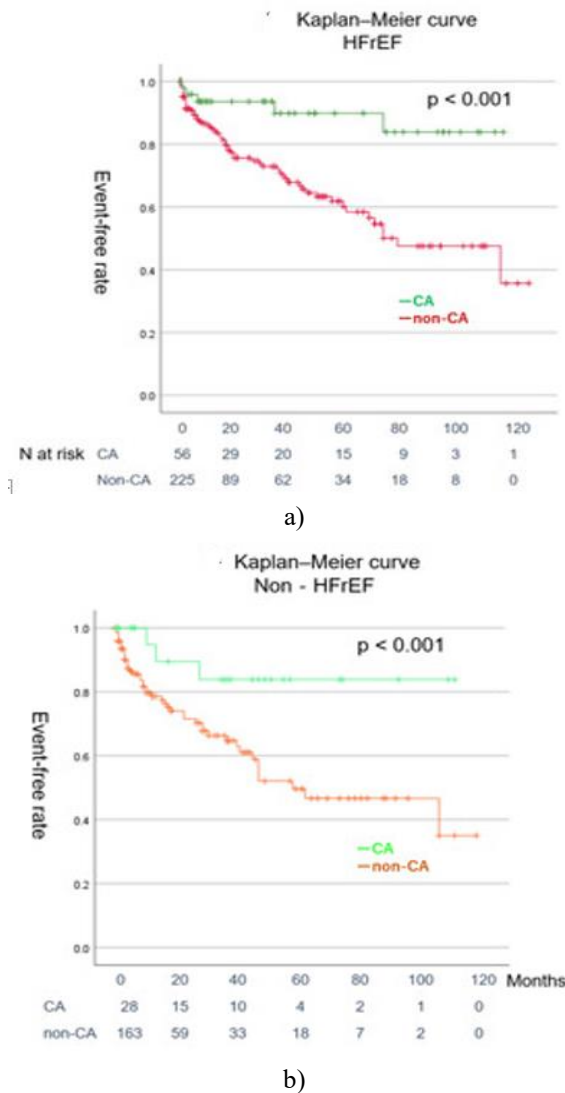 Kaplan–Meier curve
HFrEF
p < 0.001
Event-free rate
1.0
0.8
0.6
0.4
0.2
0.0
CA
non-CA
0 20 40 60 80 100 120
N at risk CA 56 29 20 15 9 3 1
Non-CA 225 89 62 34 18 8 0
a)
Kaplan–Meier curve
Non - HFrEF
p < 0.001
Event-free rate
1.0
0.8
0.6
0.4
0.2
0.0
CA
non-CA
0 20 40 60 80 100 120 Months
CA 28 15 10 4 2 1 0
non-CA 163 59 33 18 7 2 0
b)